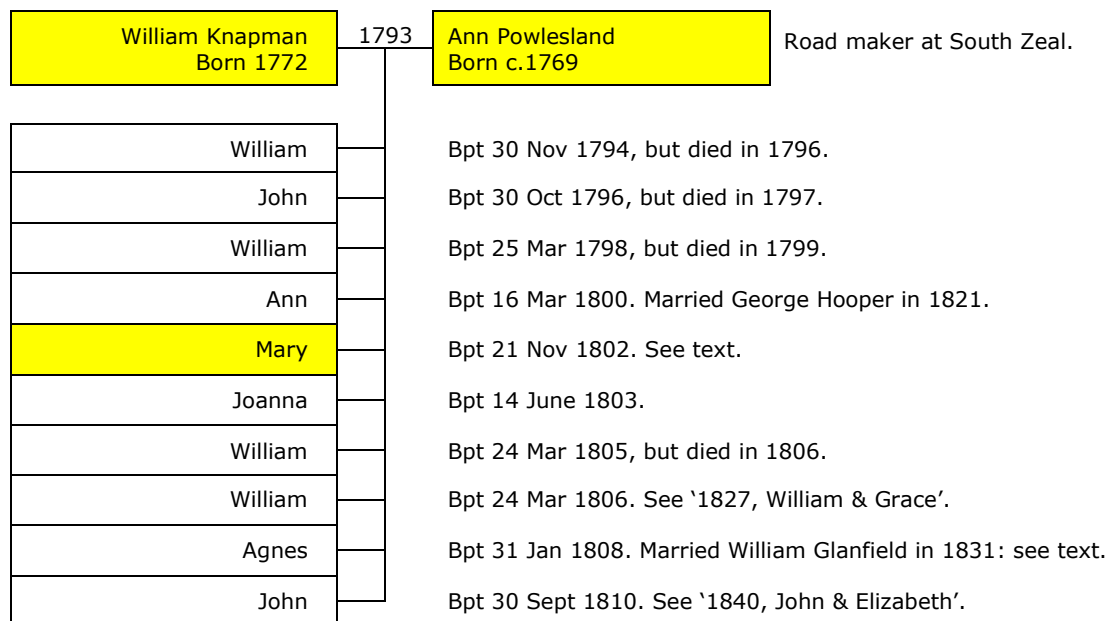 William Knapman 1793 Ann Powlesland Road maker at South Zeal.
Born 1772 Born c.1769
William Bpt 30 Nov 1794, but died in 1796.
John Bpt 30 Oct 1796, but died in 1797.
William Bpt 25 Mar 1798, but died in 1799.
Ann Bpt 16 Mar 1800. Married George Hooper in 1821.
Mary Bpt 21 Nov 1802. See text.
Joanna Bpt 14 June 1803.
William Bpt 24 Mar 1805, but died in 1806.
William Bpt 24 Mar 1806. See ‘1827, William & Grace’.
Agnes Bpt 31 Jan 1808. Married William Glanfield in 1831: see text.
John Bpt 30 Sept 1810. See ‘1840, John & Elizabeth’.